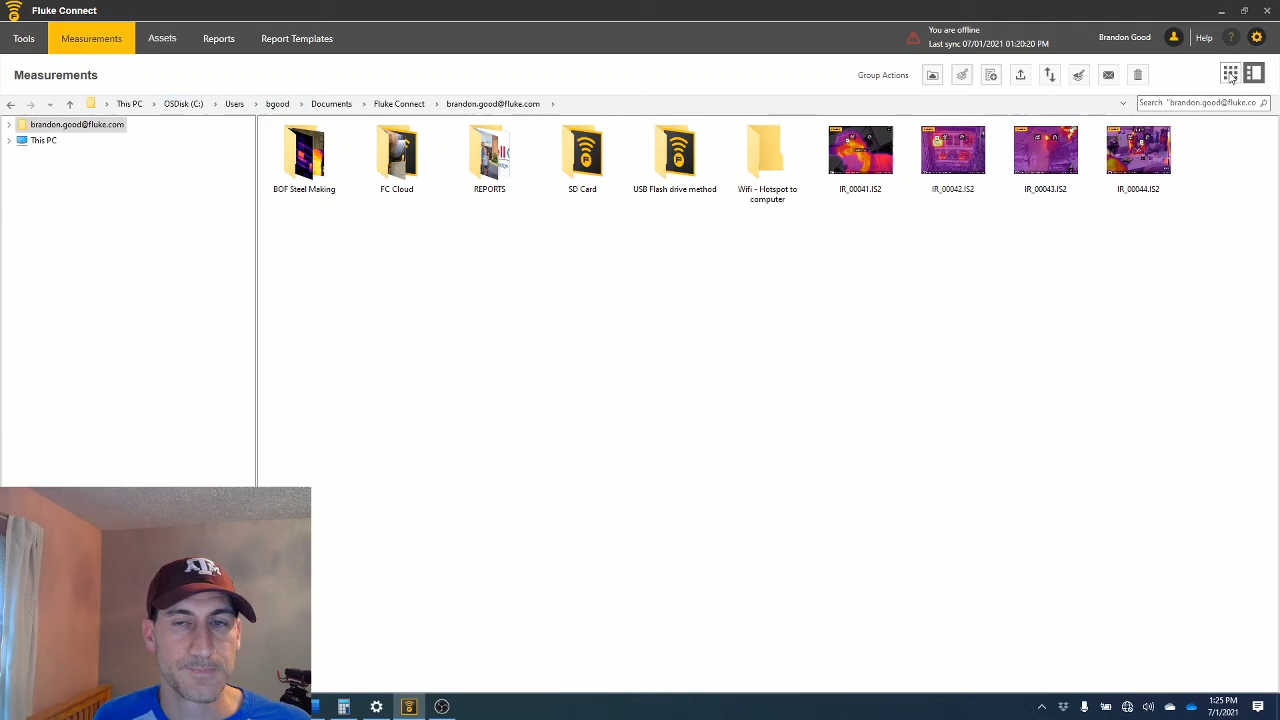 Fluke Connect
Tools
Measurements
Assets
Reports
Report Templates
You are offline
Last sync 07/01/2021 01:20:20 PM
Brandon Good
Help
?
Measurements
Group Actions
This PC
OSDisk (C:)
Users
bgood
Documents
Fluke Connect
brandon.good@fluke.com
Search "brandon.good@fluke.co
brandon.good@fluke.com
This PC
BOF Steel Making
FC Cloud
REPORTS
SD Card
USB Flash drive method
Wifi - Hotspot to
computer
IR_00041.IS2
IR_00042.IS2
IR_00043.IS2
IR_00044.IS2
ATM
1:25 PM
7/1/2021